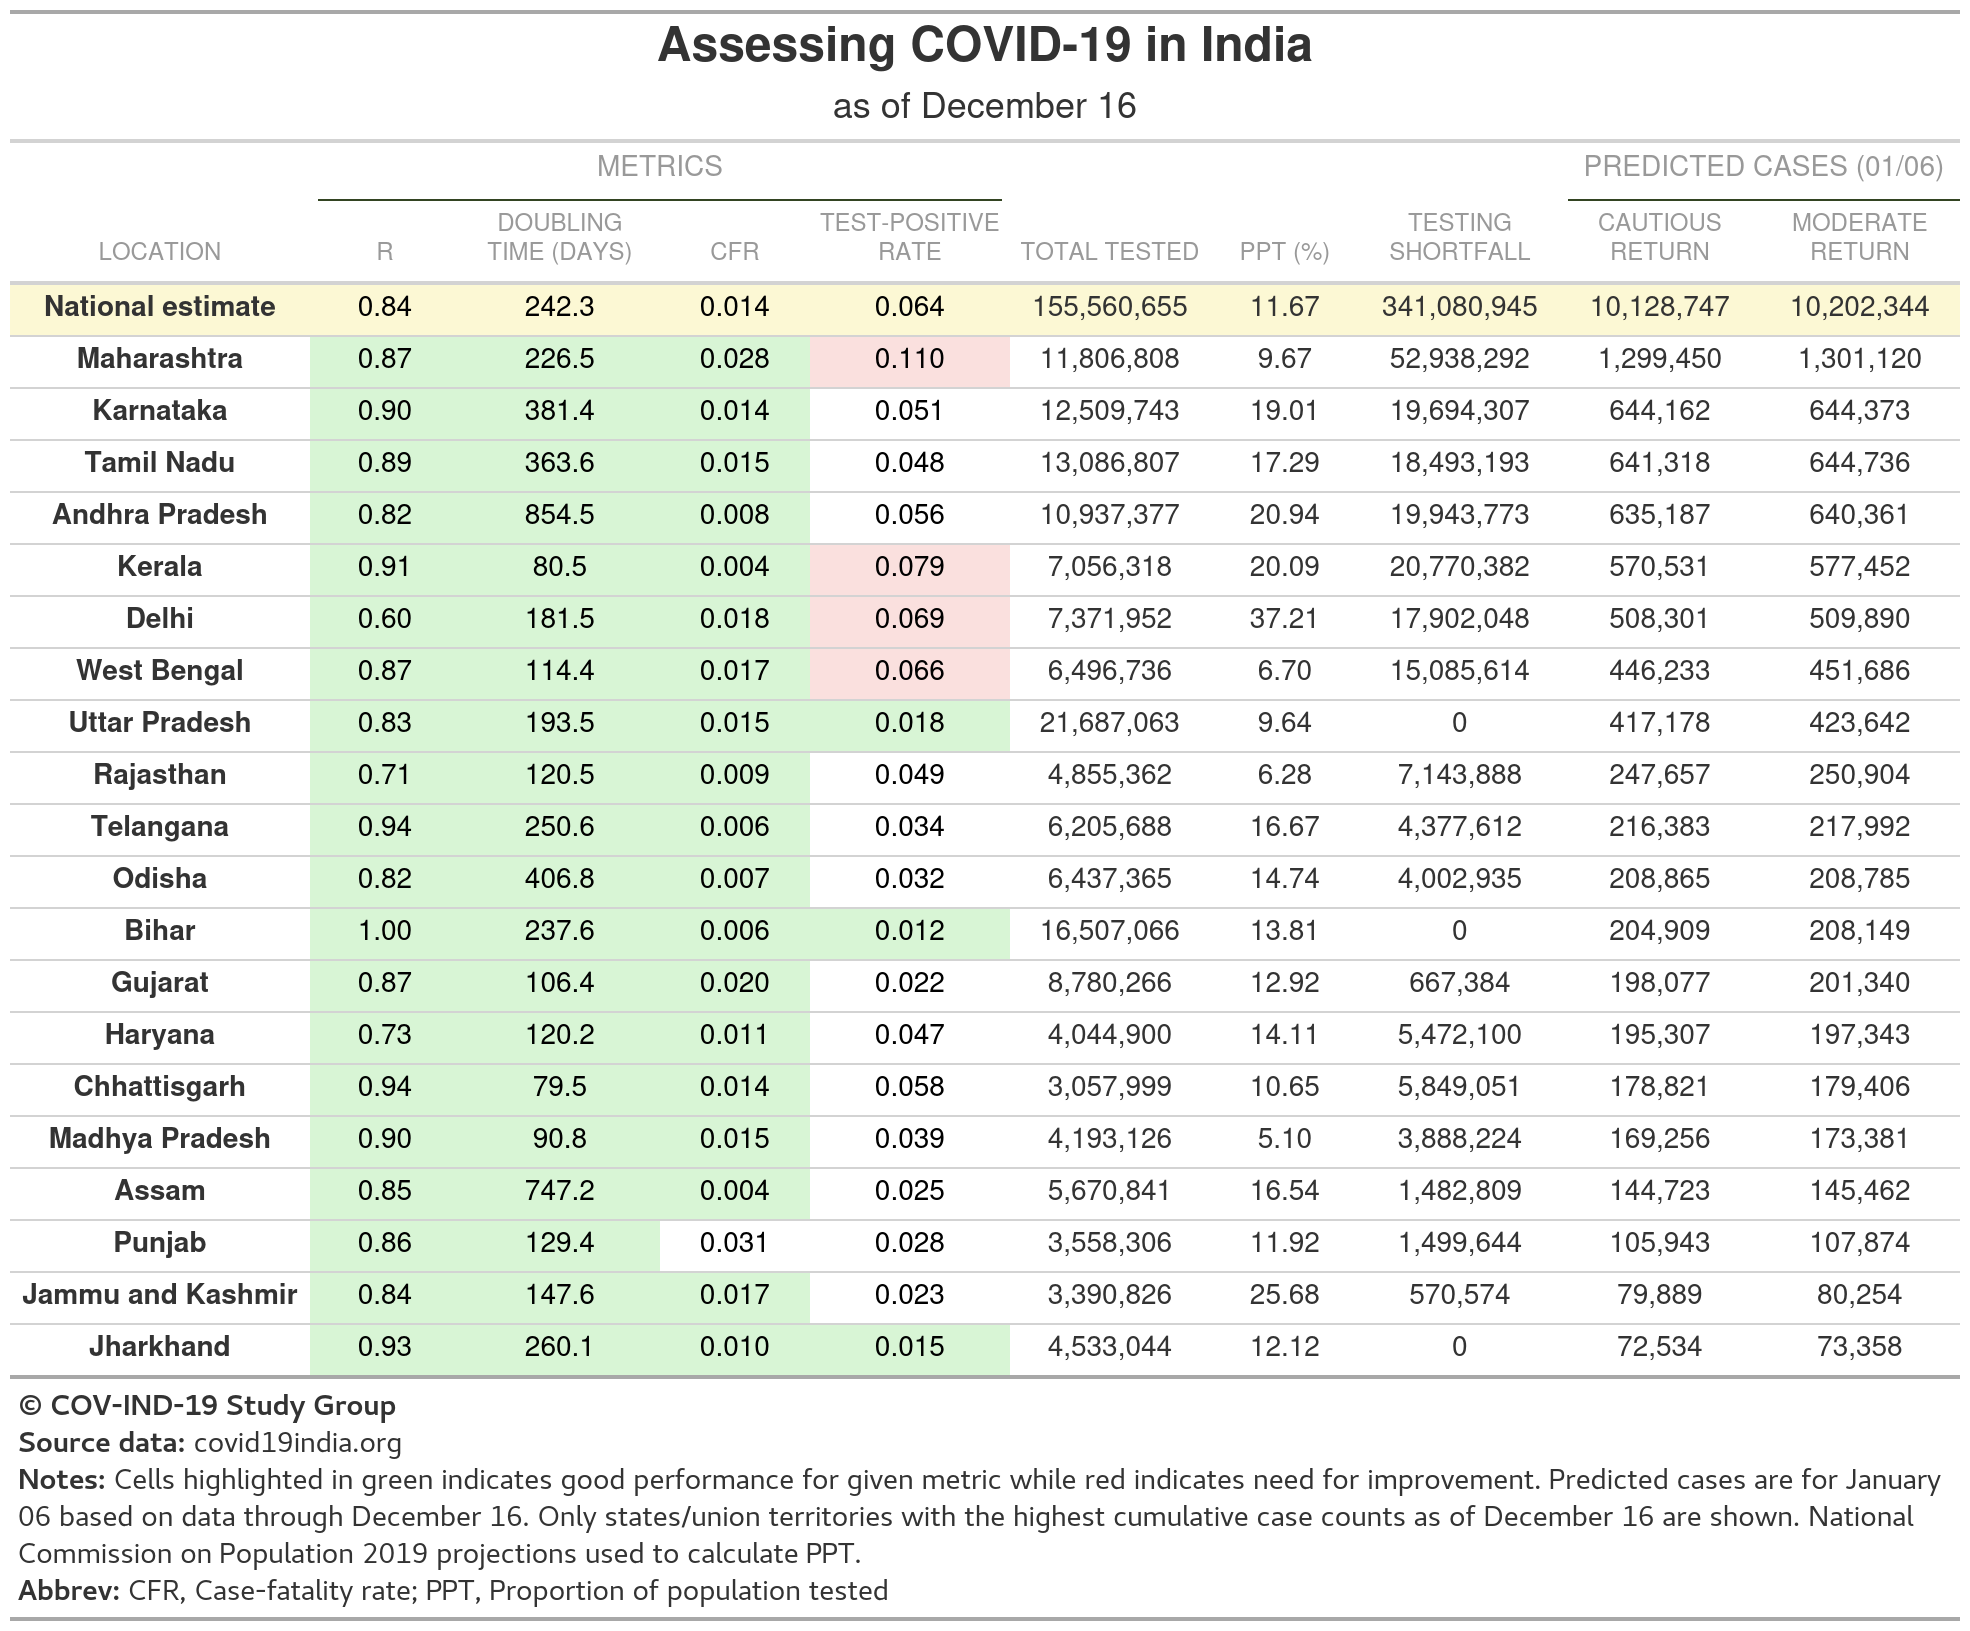 Assessing COVID-19 in India
as of December 16
METRICS PREDICTED CASES (01/06)
LOCATION R DOUBLING TIME (DAYS) CFR TEST-POSITIVE RATE TOTAL TESTED PPT (%) TESTING SHORTFALL CAUTIOUS RETURN MODERATE RETURN
National estimate 0.84 242.3 0.014 0.064 155,560,655 11.67 341,080,945 10,128,747 10,202,344
Maharashtra 0.87 226.5 0.028 0.110 11,806,808 9.67 52,938,292 1,299,450 1,301,120
Karnataka 0.90 381.4 0.014 0.051 12,509,743 19.01 19,694,307 644,162 644,373
Tamil Nadu 0.89 363.6 0.015 0.048 13,086,807 17.29 18,493,193 641,318 644,736
Andhra Pradesh 0.82 854.5 0.008 0.056 10,937,377 20.94 19,943,773 635,187 640,361
Kerala 0.91 80.5 0.004 0.079 7,056,318 20.09 20,770,382 570,531 577,452
Delhi 0.60 181.5 0.018 0.069 7,371,952 37.21 17,902,048 508,301 509,890
West Bengal 0.87 114.4 0.017 0.066 6,496,736 6.70 15,085,614 446,233 451,686
Uttar Pradesh 0.83 193.5 0.015 0.018 21,687,063 9.64 0 417,178 423,642
Rajasthan 0.71 120.5 0.009 0.049 4,855,362 6.28 7,143,888 247,657 250,904
Telangana 0.94 250.6 0.006 0.034 6,205,688 16.67 4,377,612 216,383 217,992
Odisha 0.82 406.8 0.007 0.032 6,437,365 14.74 4,002,935 208,865 208,785
Bihar 1.00 237.6 0.006 0.012 16,507,066 13.81 0 204,909 208,149
Gujarat 0.87 106.4 0.020 0.022 8,780,266 12.92 667,384 198,077 201,340
Haryana 0.73 120.2 0.011 0.047 4,044,900 14.11 5,472,100 195,307 197,343
Chhattisgarh 0.94 79.5 0.014 0.058 3,057,999 10.65 5,849,051 178,821 179,406
Madhya Pradesh 0.90 90.8 0.015 0.039 4,193,126 5.10 3,888,224 169,256 173,381
Assam 0.85 747.2 0.004 0.025 5,670,841 16.54 1,482,809 144,723 145,462
Punjab 0.86 129.4 0.031 0.028 3,558,306 11.92 1,499,644 105,943 107,874
Jammu and Kashmir 0.84 147.6 0.017 0.023 3,390,826 25.68 570,574 79,889 80,254
Jharkhand 0.93 260.1 0.010 0.015 4,533,044 12.12 0 72,534 73,358
© COV-IND-19 Study Group
Source data: covid19india.org
Notes: Cells highlighted in green indicates good performance for given metric while red indicates need for improvement. Predicted cases are for January
06 based on data through December 16. Only states/union territories with the highest cumulative case counts as of December 16 are shown. National
Commission on Population 2019 projections used to calculate PPT.
Abbrev: CFR, Case-fatality rate; PPT, Proportion of population tested